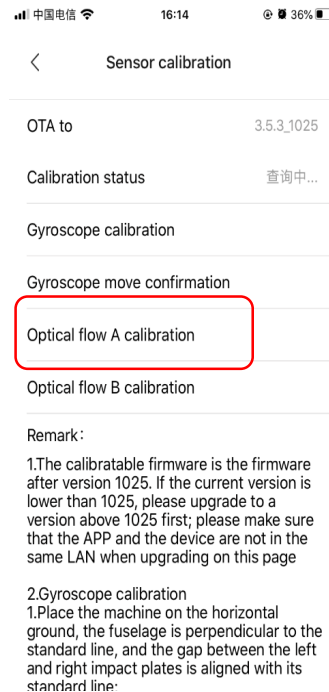 中国电信 16:14 36%
Sensor calibration
OTA to 3.5.3_1025
Calibration status 查询中...
Gyroscope calibration
Gyroscope move confirmation
Optical flow A calibration
Optical flow B calibration
Remark:
1.The calibratable firmware is the firmware
after version 1025. If the current version is
lower than 1025, please upgrade to a
version above 1025 first; please make sure
that the APP and the device are not in the
same LAN when upgrading on this page
2.Gyroscope calibration
1.Place the machine on the horizontal
ground, the fuselage is perpendicular to the
standard line, and the gap between the left
and right impact plates is aligned with its
standard line;